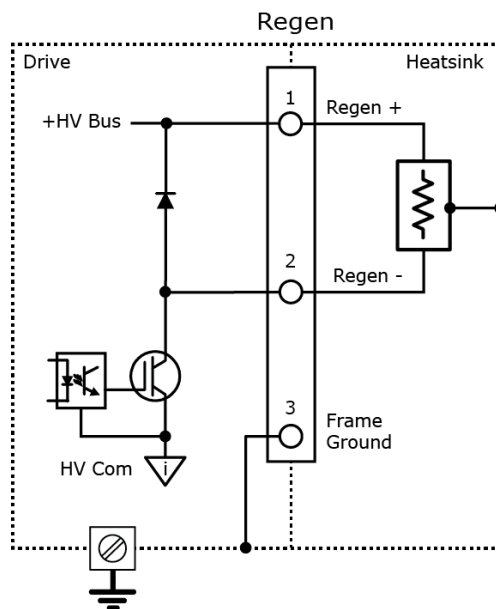 Regen
Drive
Heatsink
1
+HV Bus
Regen +
2
Regen -
3
Frame
Ground
HV Com
i